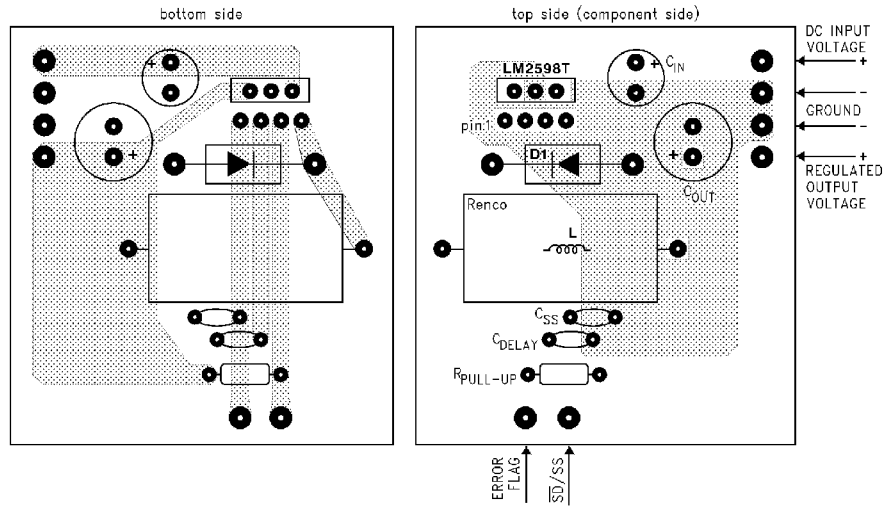 bottom side
+
+
top side (component side)
LM2598T
+ C_IN
pin 1
D1
+
C_OUT
Renco
L
C_SS
C_DELAY
R_PULL-UP
ERROR
FLAG
S̅D̅/SS
DC INPUT
VOLTAGE
+
−
GROUND
−
+
REGULATED
OUTPUT
VOLTAGE